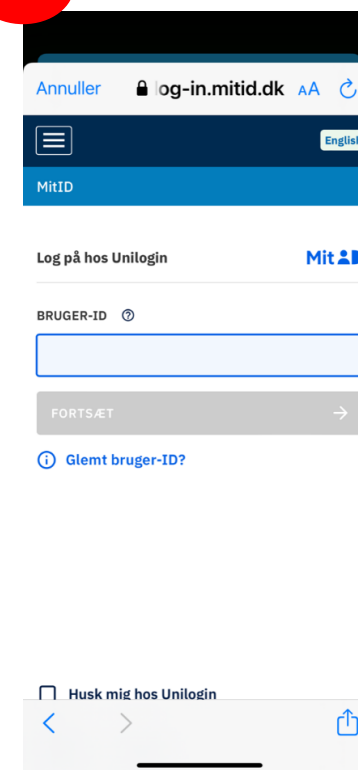 Annuller log-in.mitid.dk AA
English
MitID
Log på hos Unilogin Mit
BRUGER-ID
FORTSÆT
Glemt bruger-ID?
Husk mig hos Unilogin